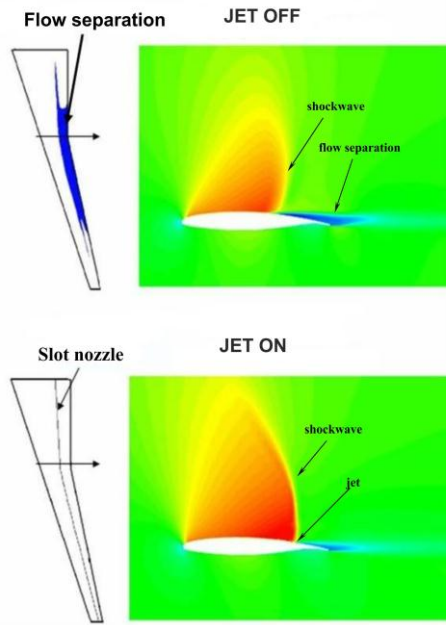 Flow separation
JET OFF
shockwave
flow separation
Slot nozzle
JET ON
shockwave
jet